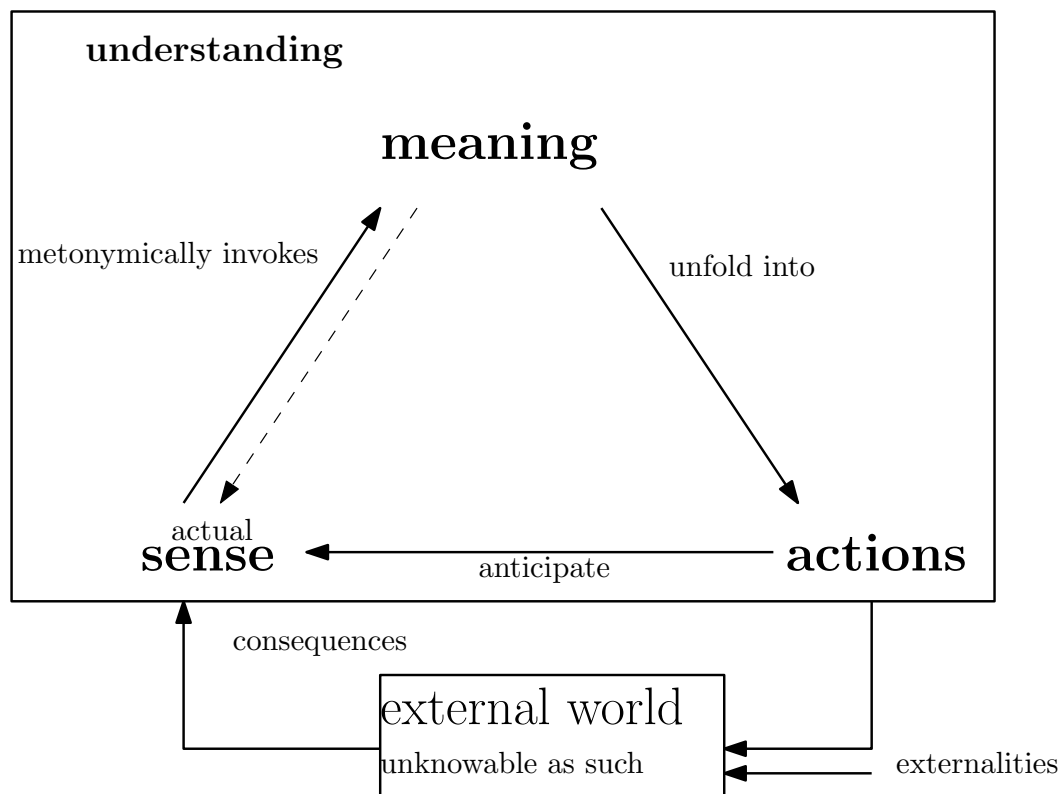 understanding
meaning
metonymically invokes
unfold into
actual
sense
actions
anticipate
consequences
external world
unknowable as such
externalities